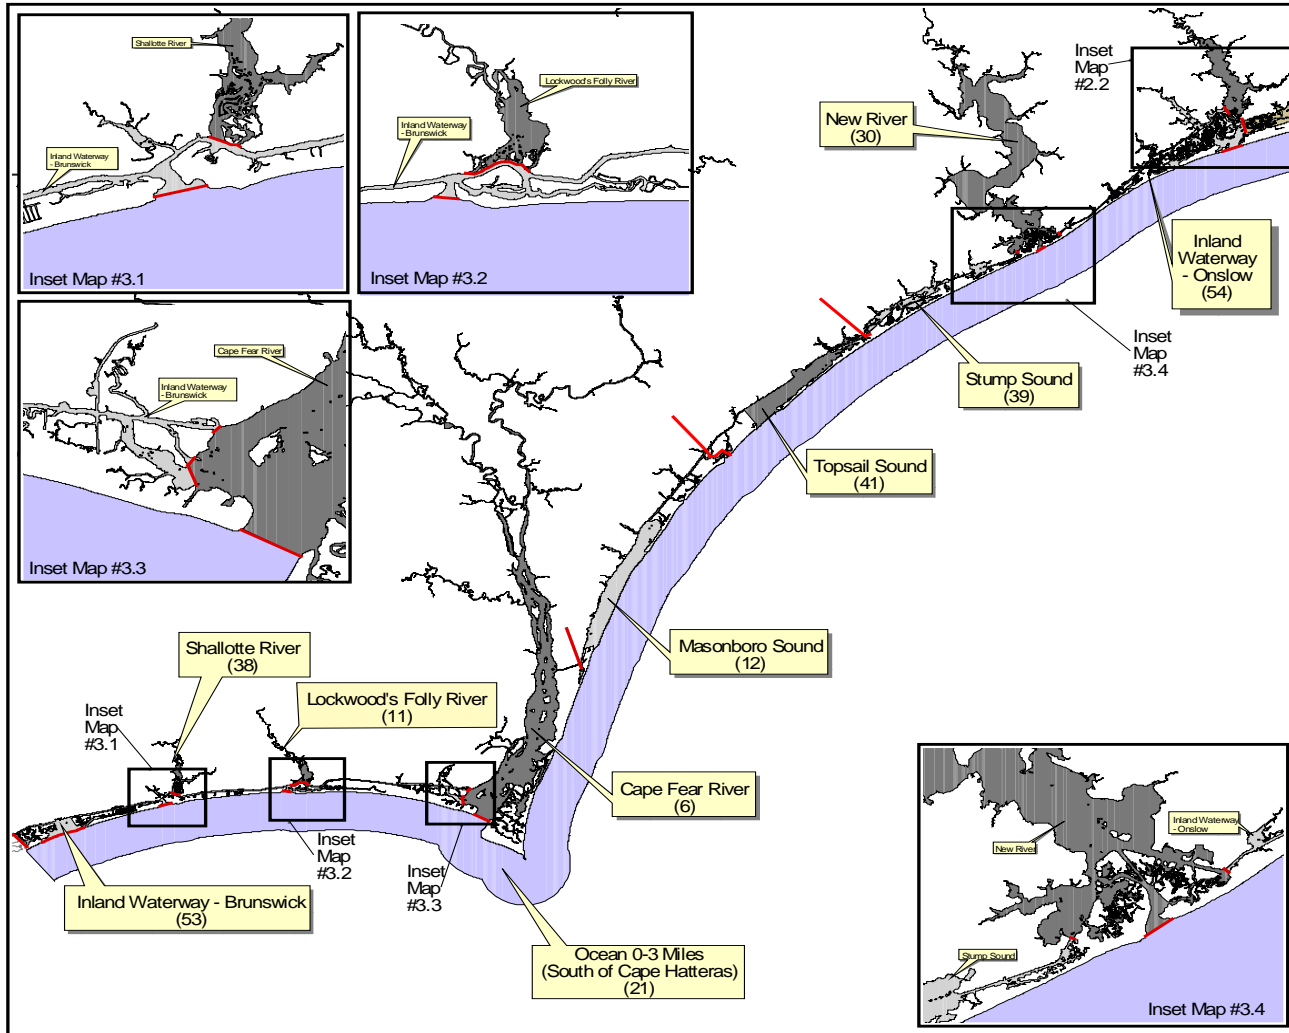 Shallotte River
Inland Waterway
- Brunswick
Inset Map #3.1
Lockwood's Folly River
Inland Waterway
- Brunswick
Inset Map #3.2
Cape Fear River
Inland Waterway
- Brunswick
Inset Map #3.3
New River
(30)
Inset
Map
#2.2
Inland
Waterway
- Onslow
(54)
Inset
Map
#3.4
Stump Sound
(39)
Topsail Sound
(41)
Masonboro Sound
(12)
Shallotte River
(38)
Lockwood's Folly River
(11)
Inset
Map
#3.1
Cape Fear River
(6)
Inset
Map
#3.2
Inset
Map
#3.3
Inland Waterway - Brunswick
(53)
Ocean 0-3 Miles
(South of Cape Hatteras)
(21)
Inland Waterway
- Onslow
New River
Stump Sound
Inset Map #3.4